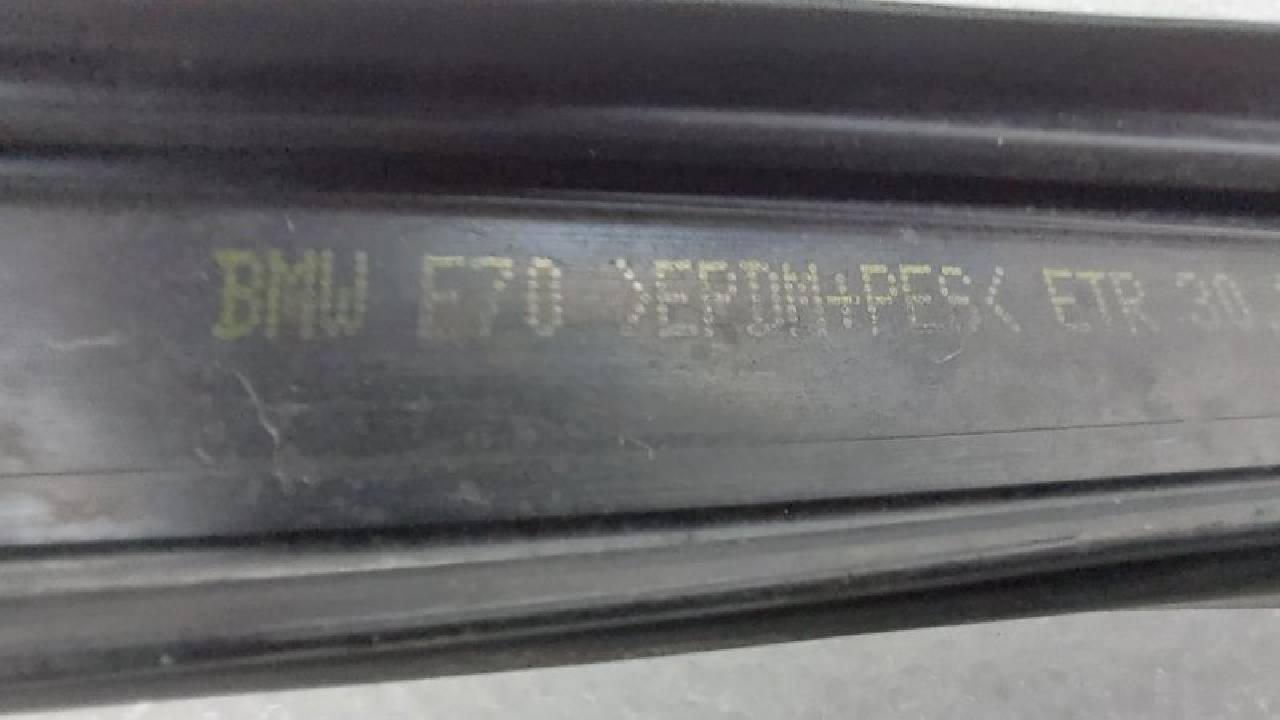 BMW E70 >EPDM+PES< ETR 30.